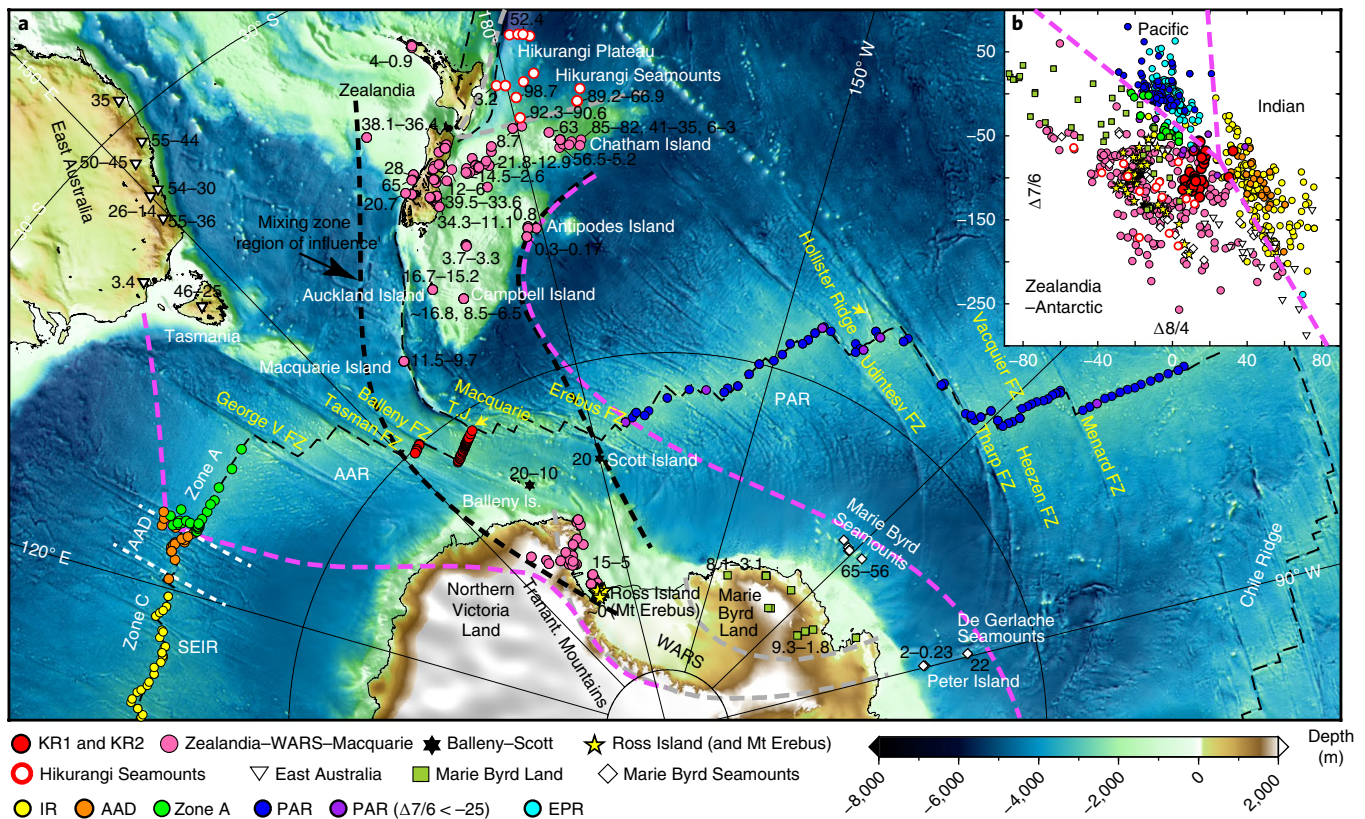 a
30° S
40° S
130° E
120° E
180°
150° W
90° W
52.4
Hikurangi Plateau
4–0.9
Hikurangi Seamounts
Zealandia
3.2
98.7
89.2–66.9
92.3–90.6
38.1–36.4
63
85–82, 41–35, 6–3
8.7
Chatham Island
56.5–5.2
21.8–12.9
14.5–2.6
28
65
12–6
39.5–33.6
20.7
34.3–11.1
0.8
Antipodes Island
0.3–0.17
35
East Australia
55–44
50–45
54–30
26–14
55–36
3.4
46–25
Tasmania
Mixing zone
'region of influence'
3.7–3.3
16.7–15.2
Auckland Island
Campbell Island
~16.8, 8.5–6.5
Macquarie Island
11.5–9.7
Hollister Ridge
Udintesv FZ
Vacquier FZ
Tharp FZ
Heezen FZ
Menard FZ
PAR
George V FZ
Tasman FZ
Balleny FZ
Macquarie
T.J
Erebus FZ
Zone A
AAR
AAD
Zone C
SEIR
20–10
Balleny Is.
20
Scott Island
15–5
Northern
Victoria
Land
Tranant. Mountains
Ross Island
(Mt Erebus)
0
WARS
8.1–3.1
Marie
Byrd
Land
9.3–1.8
Marie Byrd
Seamounts
65–56
De Gerlache
Seamounts
2–0.23
22
Peter Island
Chile Ridge
b
Pacific
Indian
Zealandia
–Antarctic
Δ7/6
Δ8/4
50
0
−50
−150
−250
−80
−40
0
40
80
KR1 and KR2
Zealandia–WARS–Macquarie
Balleny–Scott
Ross Island (and Mt Erebus)
Hikurangi Seamounts
East Australia
Marie Byrd Land
Marie Byrd Seamounts
IR
AAD
Zone A
PAR
PAR (Δ7/6 < −25)
EPR
Depth
(m)
−8,000
−6,000
−4,000
−2,000
0
2,000